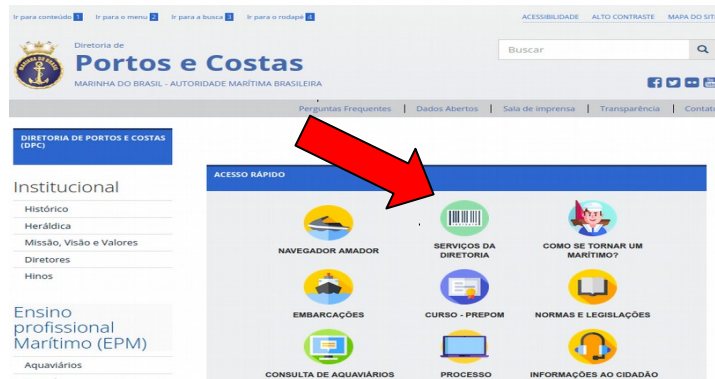 Ir para conteúdo 1 Ir para o menu 2 Ir para a busca 3 Ir para o rodapé 4
ACESSIBILIDADE ALTO CONTRASTE MAPA DO SITE
Diretoria de
Portos e Costas
MARINHA DO BRASIL - AUTORIDADE MARÍTIMA BRASILEIRA
Buscar
Perguntas Frequentes | Dados Abertos | Sala de imprensa | Transparência | Contato
DIRETORIA DE PORTOS E COSTAS
(DPC)
Institucional
Histórico
Heráldica
Missão, Visão e Valores
Diretores
Hinos
Ensino
profissional
Marítimo (EPM)
Aquaviários
ACESSO RÁPIDO
NAVEGADOR AMADOR
SERVIÇOS DA
DIRETORIA
COMO SE TORNAR UM
MARÍTIMO?
EMBARCAÇÕES
CURSO - PREPOM
NORMAS E LEGISLAÇÕES
CONSULTA DE AQUAVIÁRIOS
PROCESSO
INFORMAÇÕES AO CIDADÃO